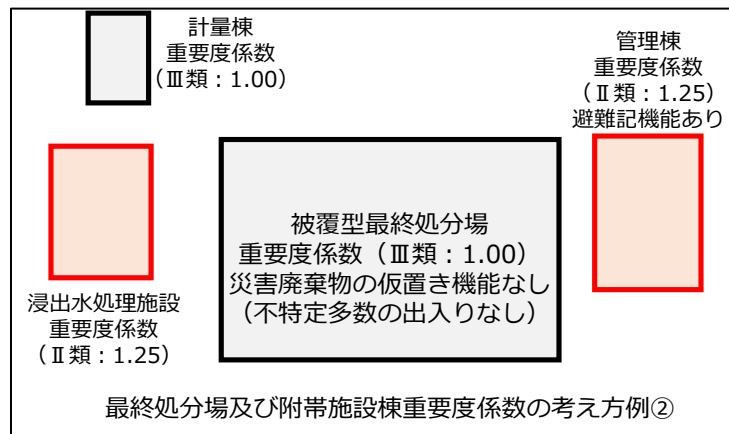 計量棟
重要度係数
(Ⅲ類:1.00)
管理棟
重要度係数
(Ⅱ類:1.25)
避難記機能あり
被覆型最終処分場
重要度係数(Ⅲ類:1.00)
災害廃棄物の仮置き機能なし
(不特定多数の出入りなし)
浸出水処理施設
重要度係数
(Ⅱ類:1.25)
最終処分場及び附帯施設棟重要度係数の考え方例②